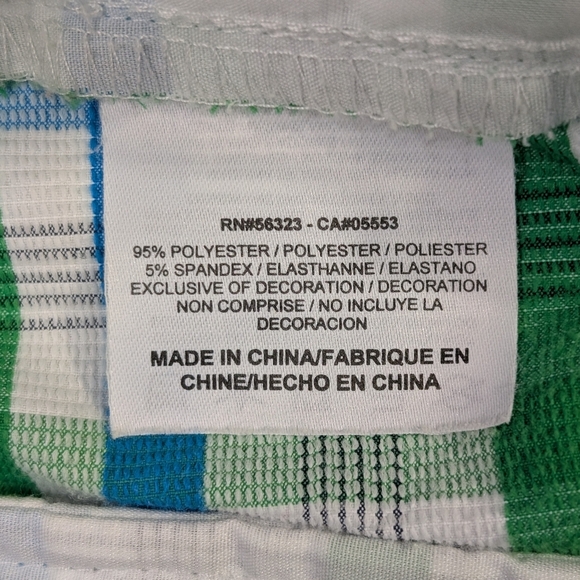 RN#56323 - CA#05553
95% POLYESTER / POLYESTER / POLIESTER
5% SPANDEX / ELASTHANNE / ELASTANO
EXCLUSIVE OF DECORATION / DECORATION
NON COMPRISE / NO INCLUYE LA
DECORACION
MADE IN CHINA/FABRIQUE EN
CHINE/HECHO EN CHINA